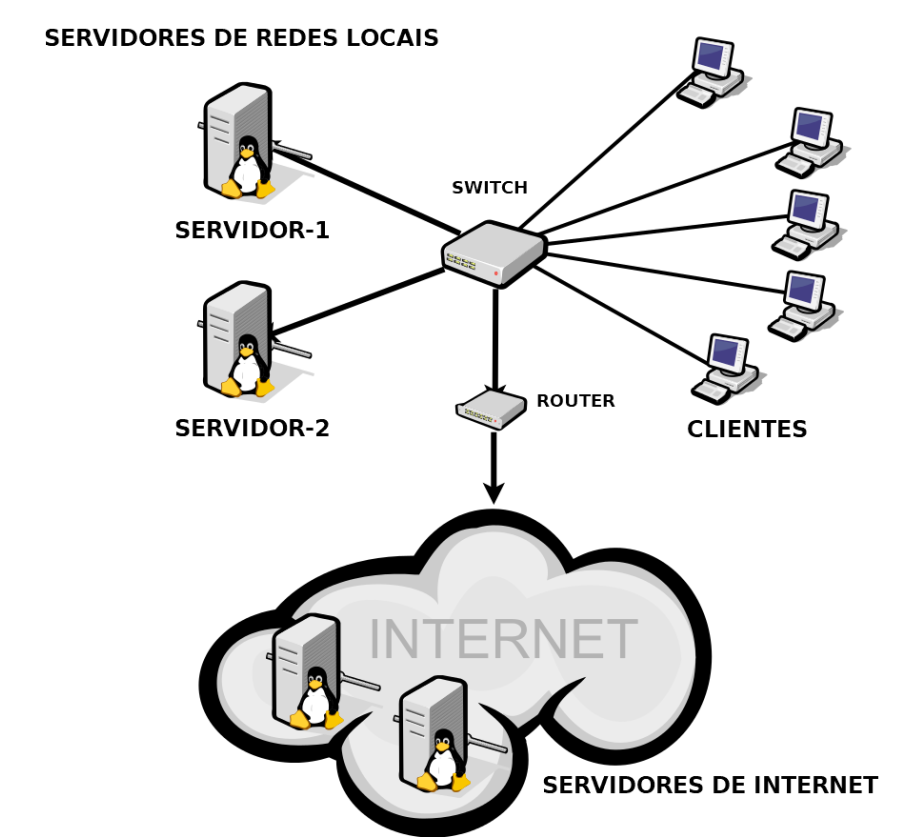 SERVIDORES DE REDES LOCAIS
SWITCH
SERVIDOR-1
ROUTER
SERVIDOR-2
CLIENTES
INTERNET
SERVIDORES DE INTERNET